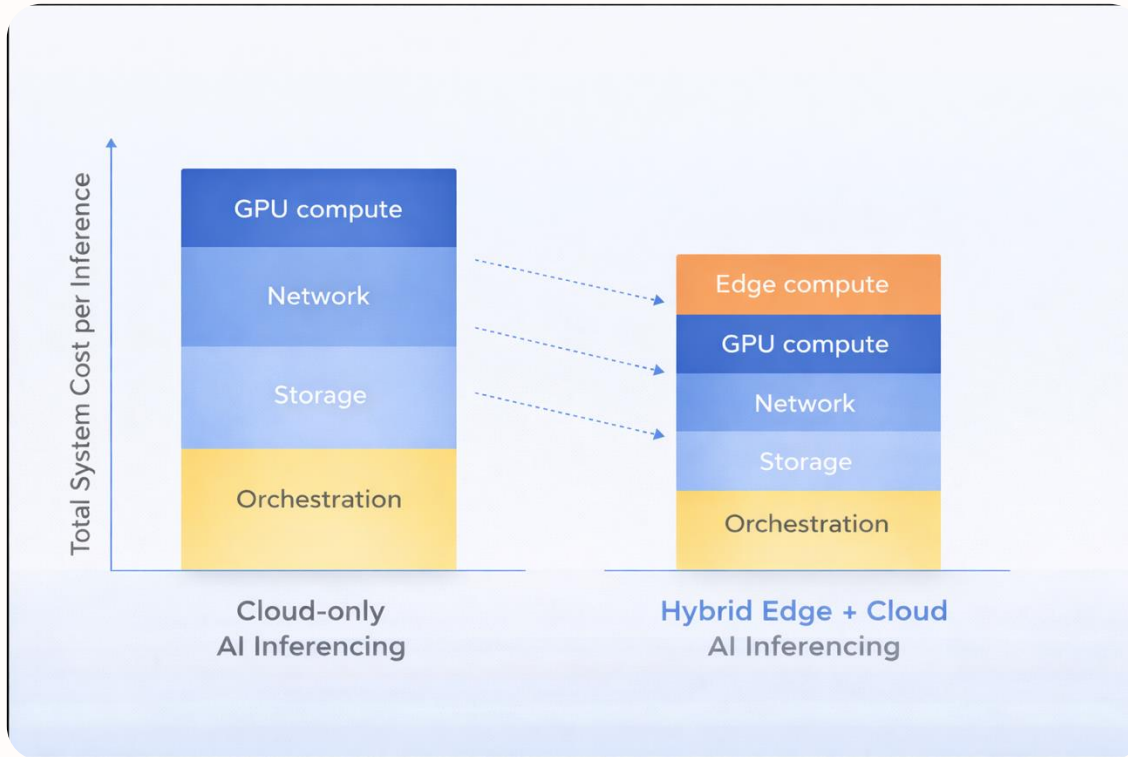 Total System Cost per Inference
GPU compute
Network
Storage
Orchestration
Cloud-only
AI Inferencing
Edge compute
GPU compute
Network
Storage
Orchestration
Hybrid Edge + Cloud
AI Inferencing